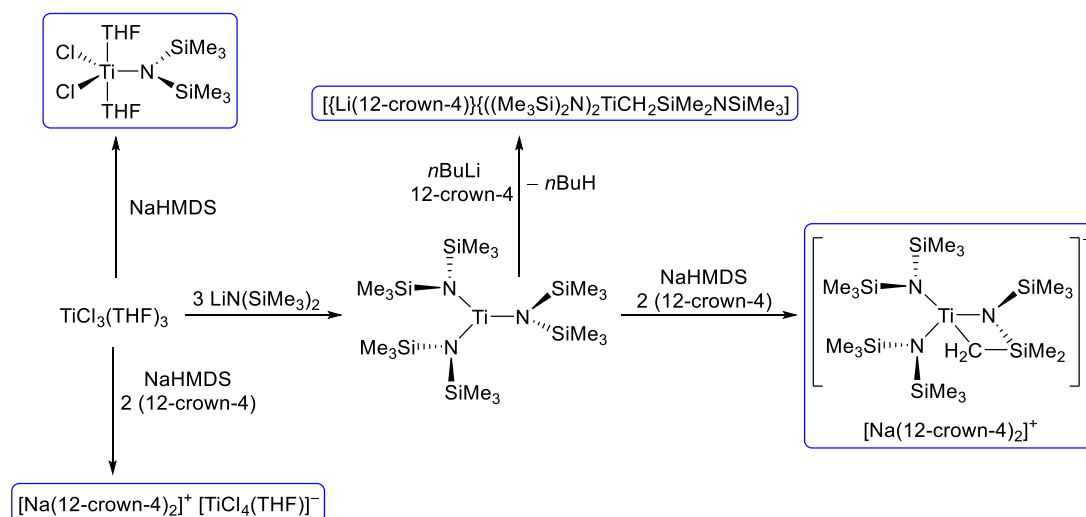 THF
Cl
SiMe3
Ti
N
Cl
SiMe3
THF
[{Li(12-crown-4)}{((Me3Si)2N)2TiCH2SiMe2NSiMe3]
nBuLi
12-crown-4
– nBuH
NaHMDS
SiMe3
Me3Si
N
SiMe3
TiCl3(THF)3
3 LiN(SiMe3)2
Ti
N
SiMe3
Me3Si
N
SiMe3
NaHMDS
2 (12-crown-4)
SiMe3
Me3Si
N
SiMe3
Ti
N
Me3Si
N
H2C
SiMe2
SiMe3
–
[Na(12-crown-4)2]+
NaHMDS
2 (12-crown-4)
[Na(12-crown-4)2]+ [TiCl4(THF)]–